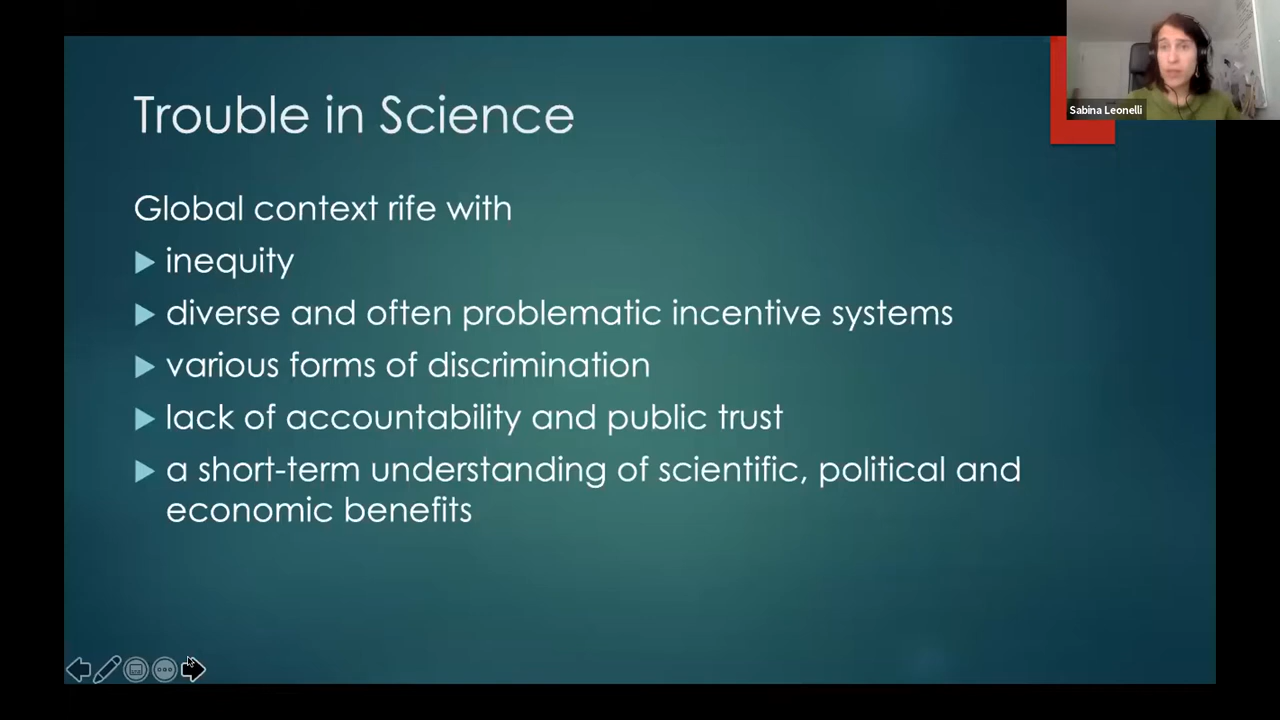 Trouble in Science
Sabina Leonelli
Global context rife with
inequity
diverse and often problematic incentive systems
various forms of discrimination
lack of accountability and public trust
a short-term understanding of scientific, political and
economic benefits